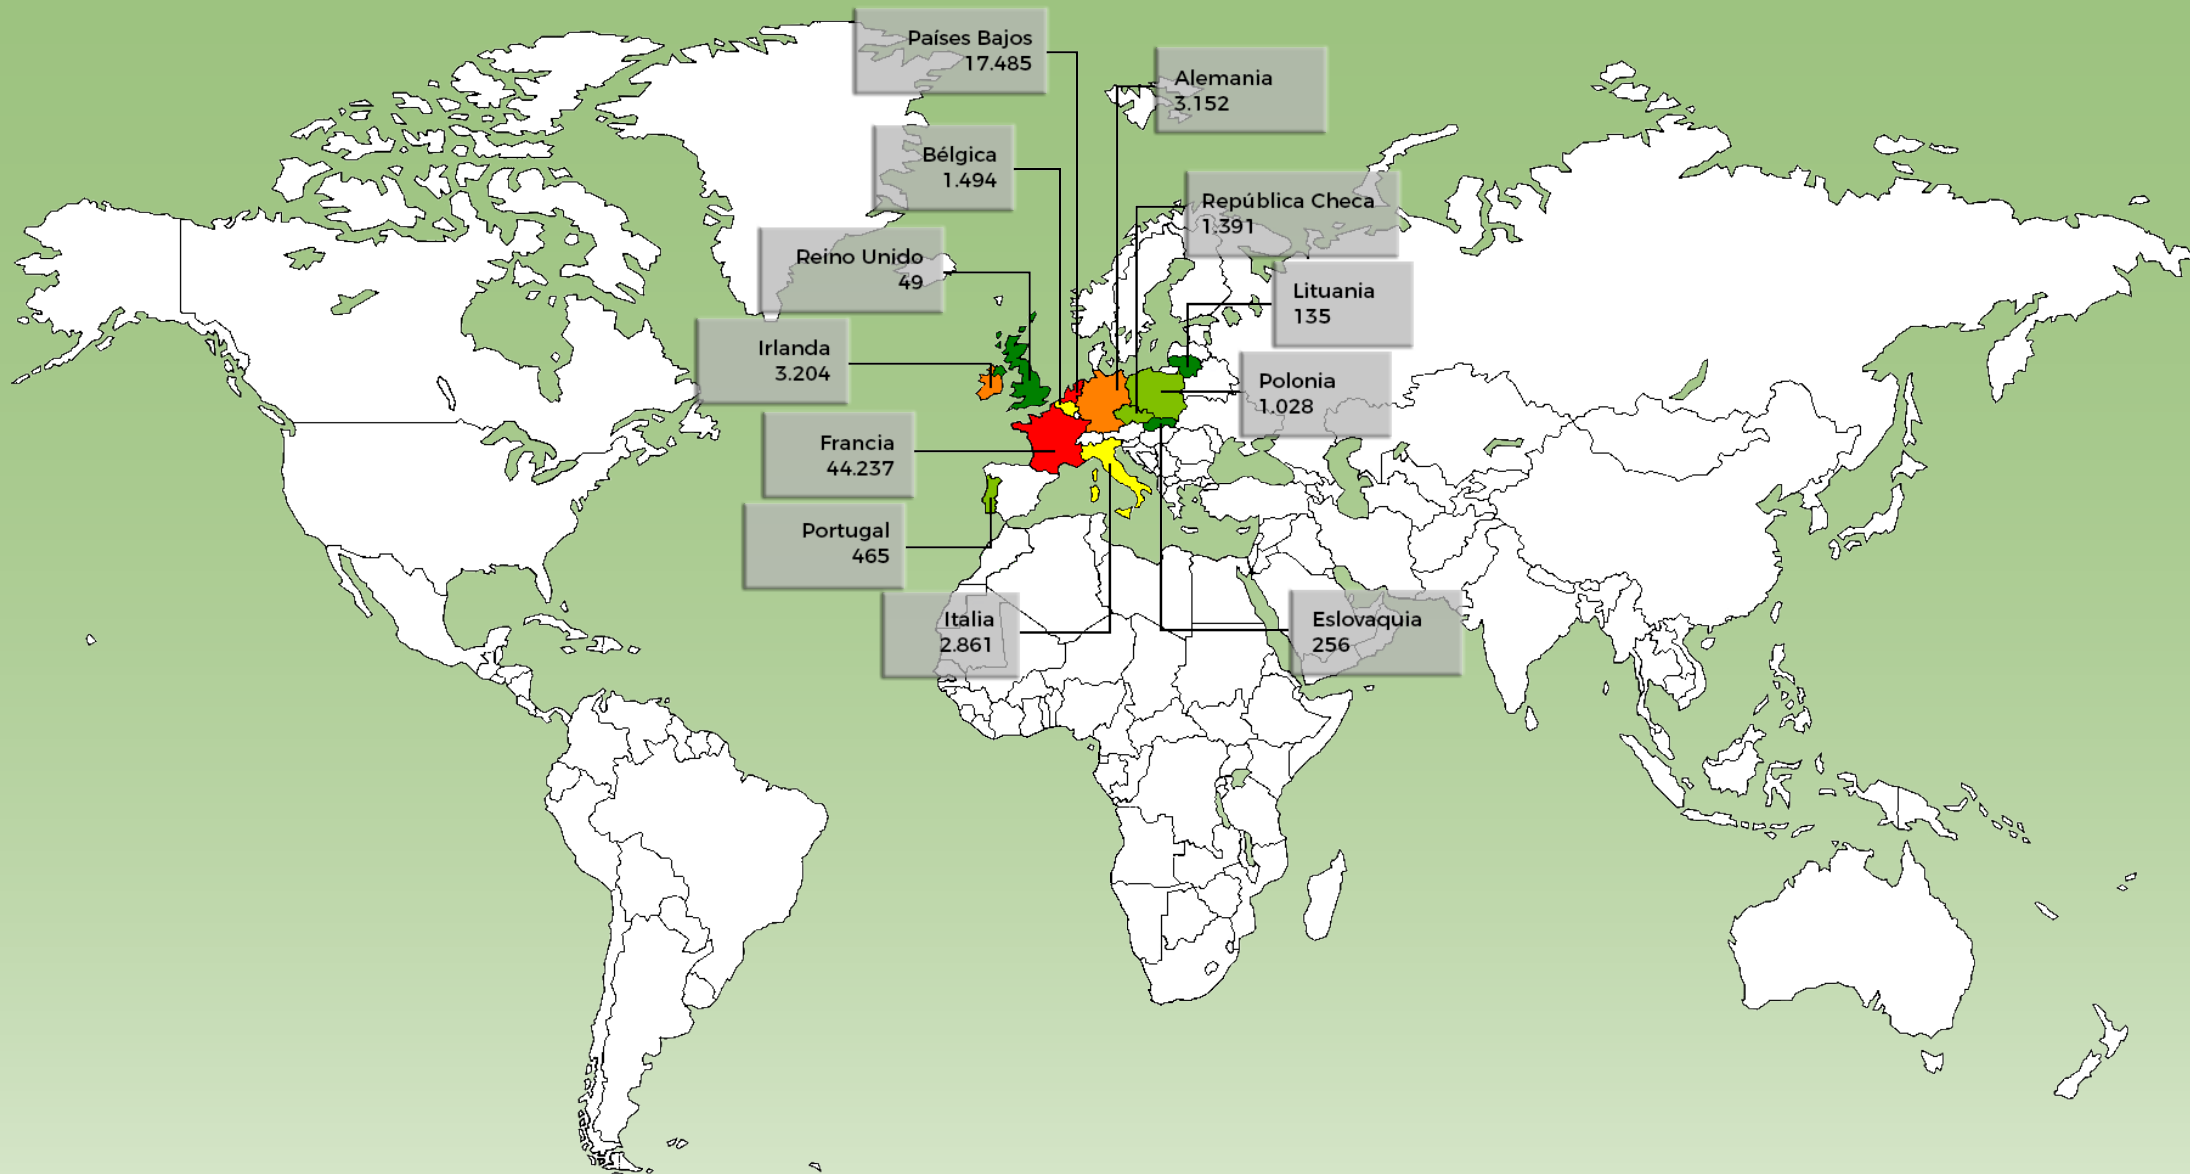 Países Bajos
17.485
Alemania
3.152
Bélgica
1.494
República Checa
1.391
Reino Unido
49
Lituania
135
Irlanda
3.204
Polonia
1.028
Francia
44.237
Portugal
465
Italia
2.861
Eslovaquia
256